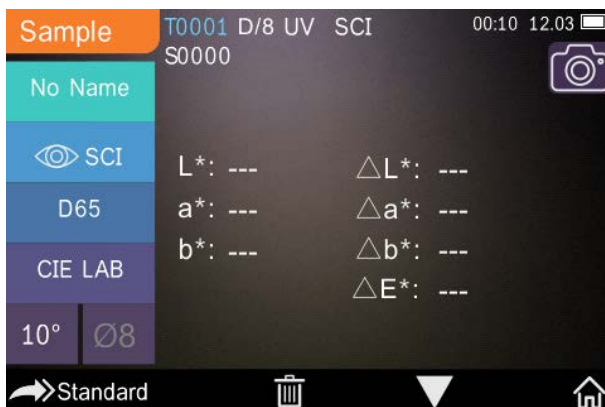 Sample
T0001 D/8 UV SCI 00:10 12.03
S0000
No Name
SCI
D65
CIE LAB
10° Ø8
L*: --- △L*: ---
a*: --- △a*: ---
b*: --- △b*: ---
△E*: ---
Standard